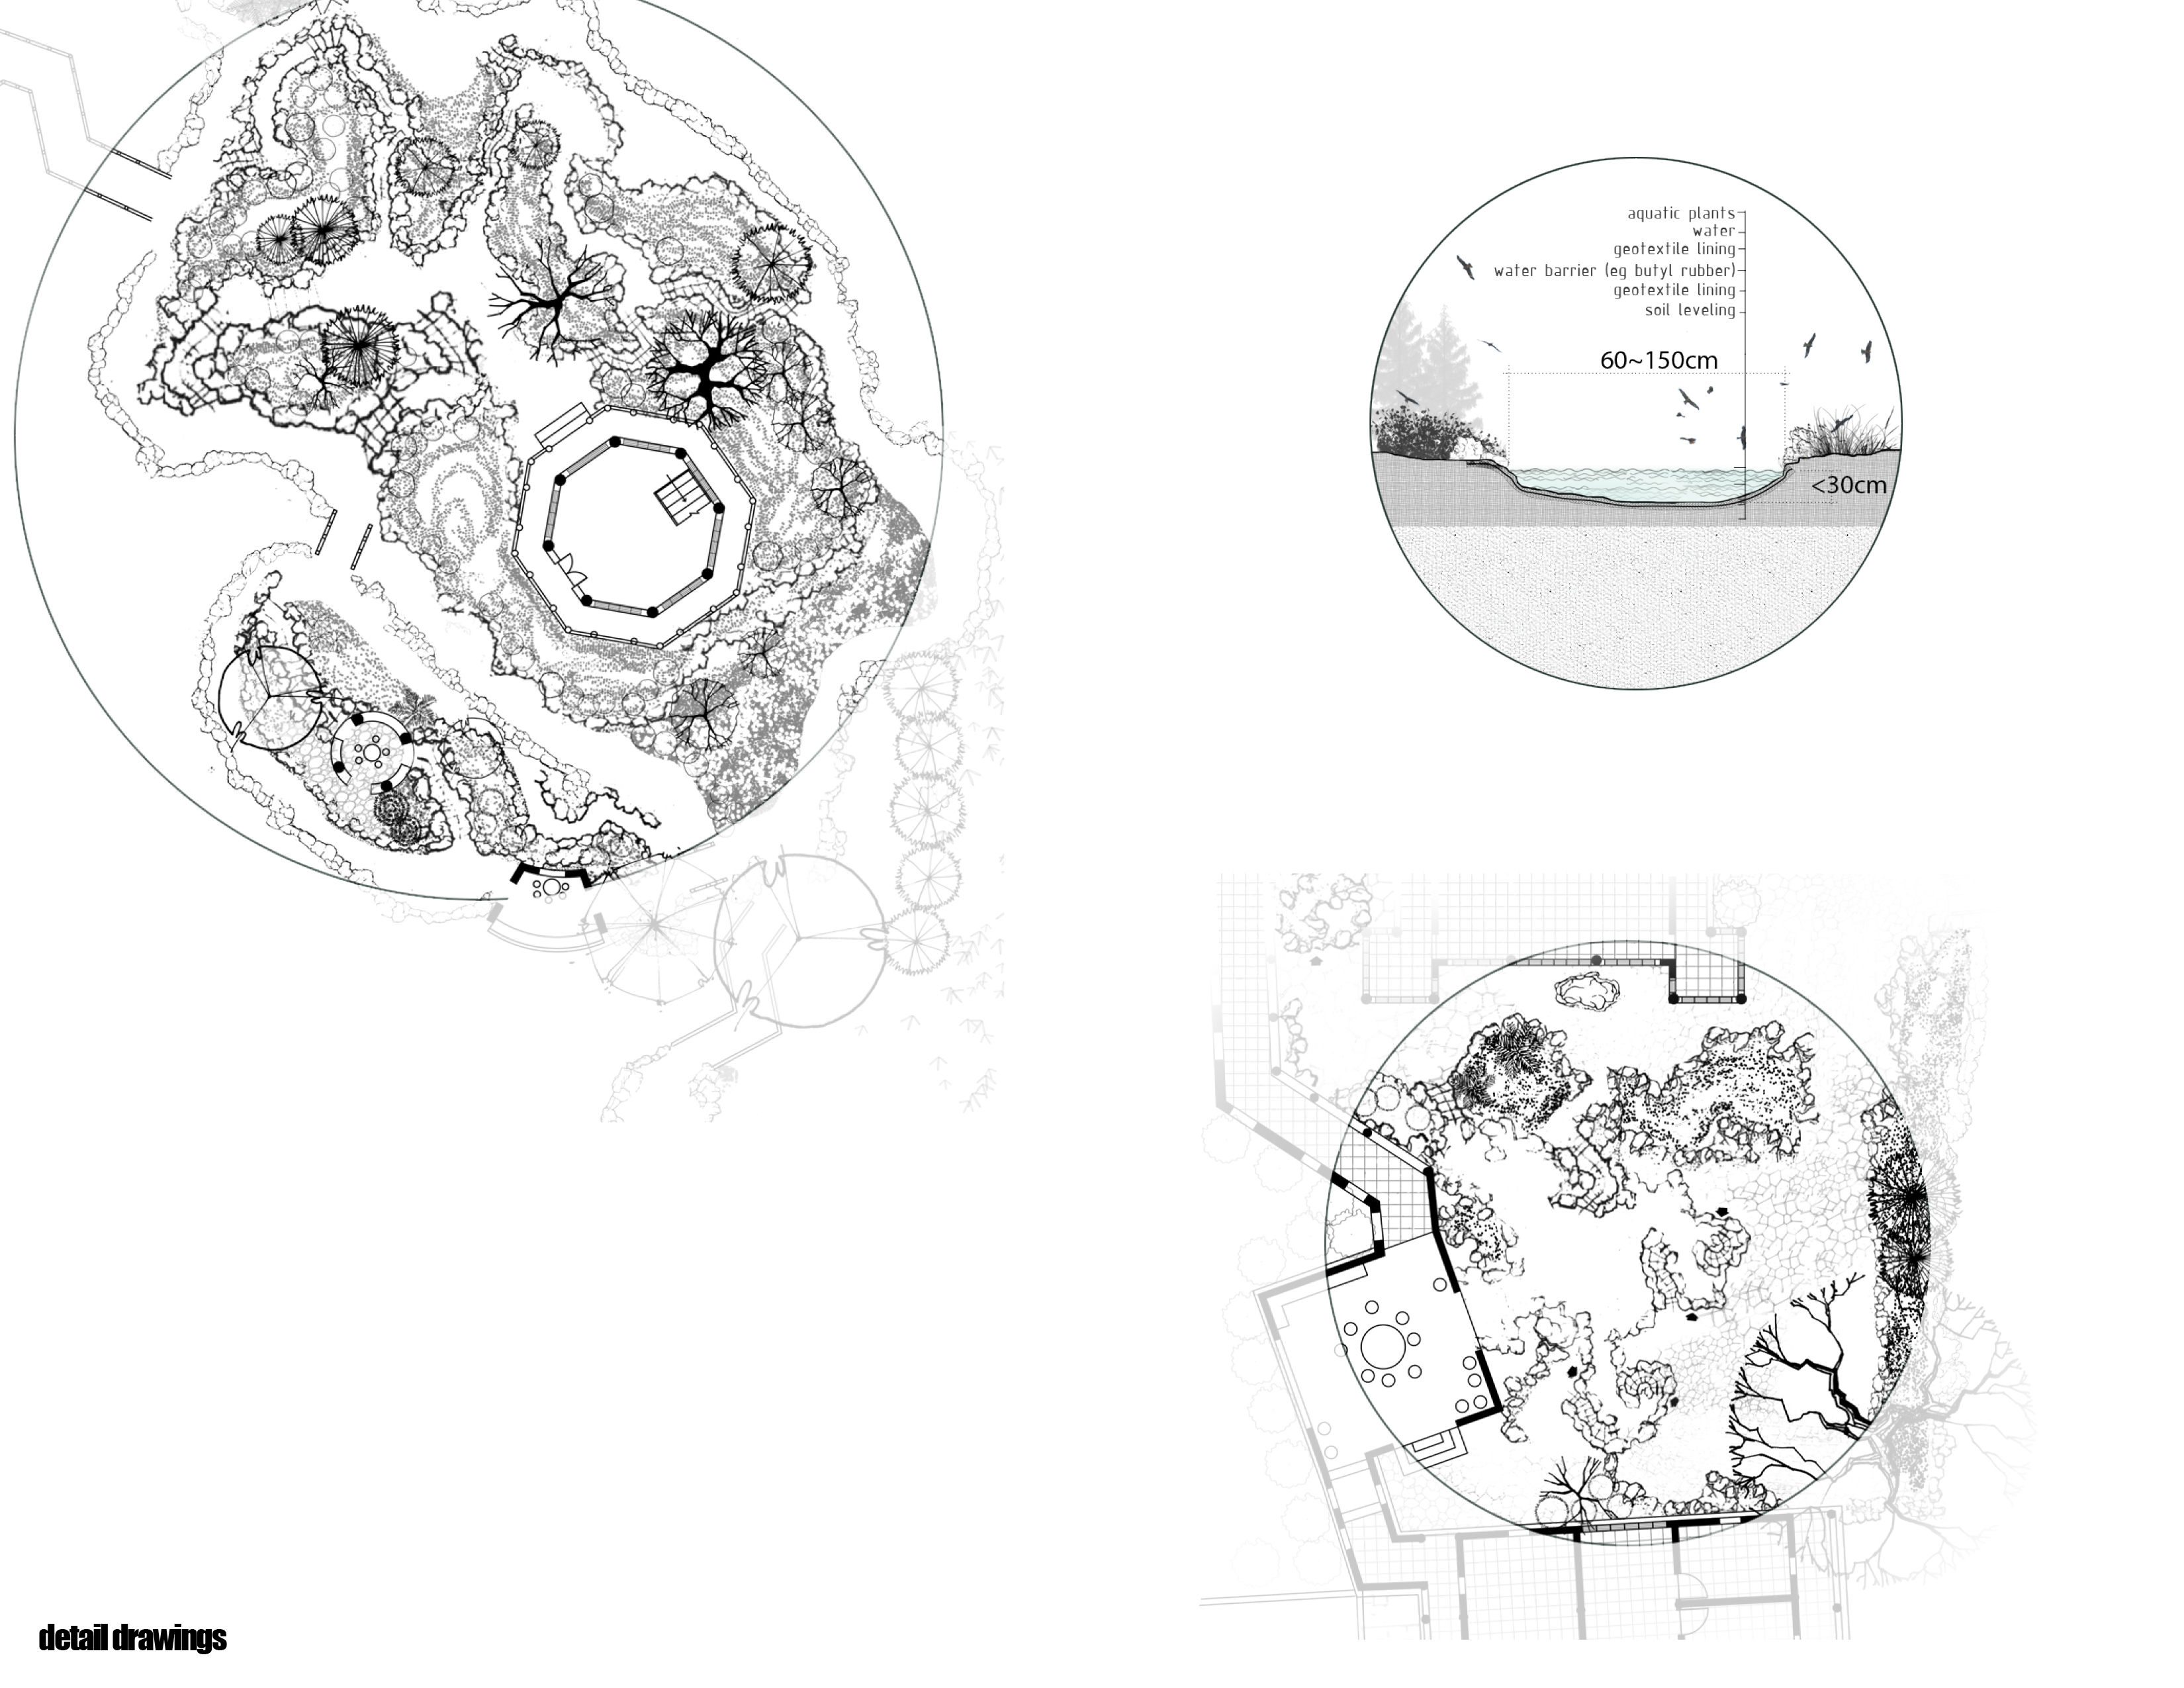 aquatic plants
water
geotextile lining
water barrier (eg butyl rubber)
geotextile lining
soil leveling
60~150cm
<30cm
detail drawings